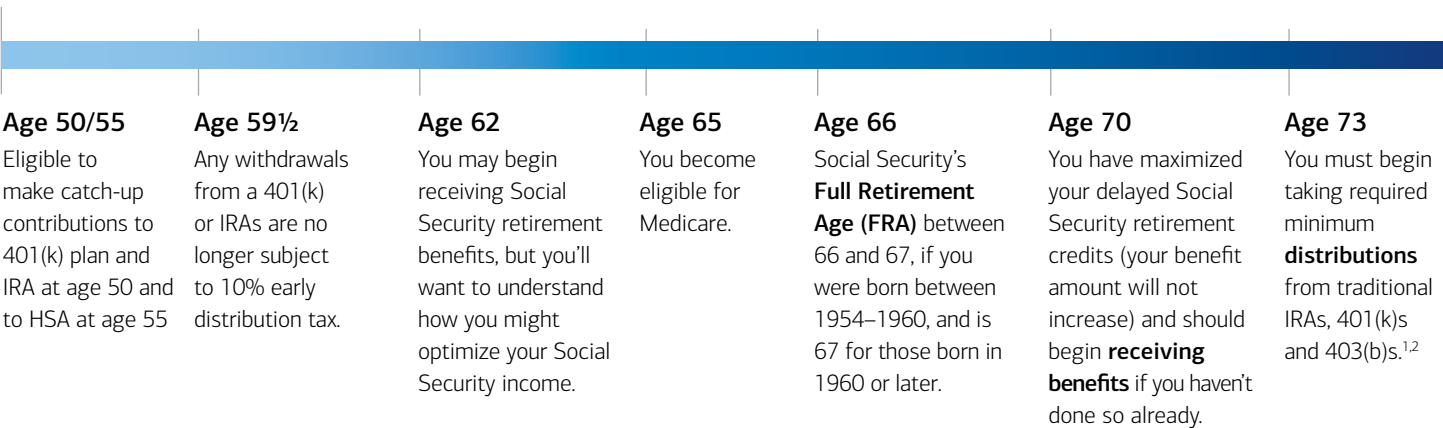 Age 50/55
Eligible to
make catch-up
contributions to
401(k) plan and
IRA at age 50 and
to HSA at age 55
Age 59½
Any withdrawals
from a 401(k)
or IRAs are no
longer subject
to 10% early
distribution tax.
Age 62
You may begin
receiving Social
Security retirement
benefits, but you’ll
want to understand
how you might
optimize your Social
Security income.
Age 65
You become
eligible for
Medicare.
Age 66
Social Security’s
Full Retirement
Age (FRA) between
66 and 67, if you
were born between
1954–1960, and is
67 for those born in
1960 or later.
Age 70
You have maximized
your delayed Social
Security retirement
credits (your benefit
amount will not
increase) and should
begin receiving
benefits if you haven’t
done so already.
Age 73
You must begin
taking required
minimum
distributions
from traditional
IRAs, 401(k)s
and 403(b)s.1,2